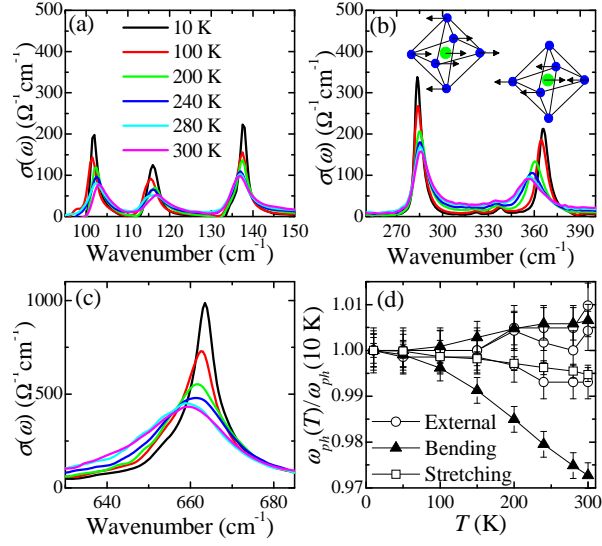 (a)
10 K
100 K
200 K
240 K
280 K
300 K
σ(ω) (Ω⁻¹cm⁻¹)
500
400
300
200
100
0
100 110 120 130 140 150
Wavenumber (cm⁻¹)
(b)
σ(ω) (Ω⁻¹cm⁻¹)
500
400
300
200
100
0
270 300 330 360 390
Wavenumber (cm⁻¹)
(c)
σ(ω) (Ω⁻¹cm⁻¹)
1000
500
0
640 660 680
Wavenumber (cm⁻¹)
(d)
ω_ph(T)/ω_ph(10 K)
1.01
1.00
0.99
0.98
0.97
External
Bending
Stretching
0 100 200 300
T (K)